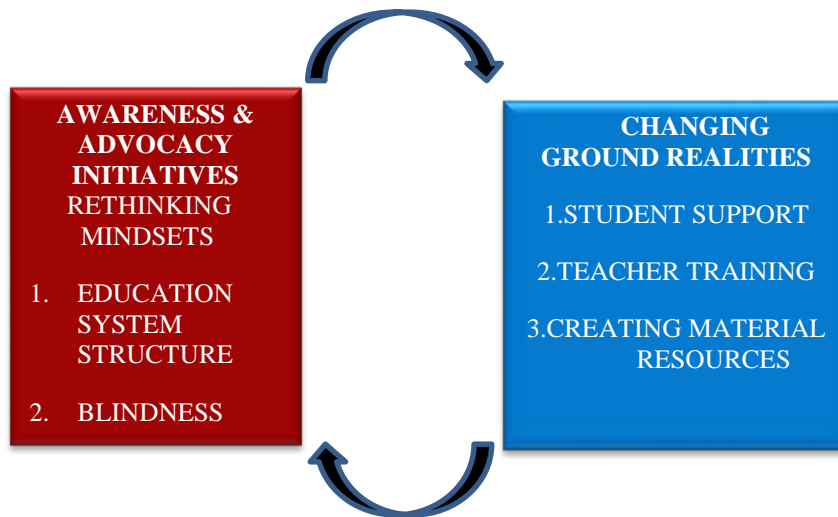 AWARENESS &
ADVOCACY
INITIATIVES
RETHINKING
MINDSETS
1. EDUCATION
SYSTEM
STRUCTURE
2. BLINDNESS
CHANGING
GROUND REALITIES
1.STUDENT SUPPORT
2.TEACHER TRAINING
3.CREATING MATERIAL
RESOURCES